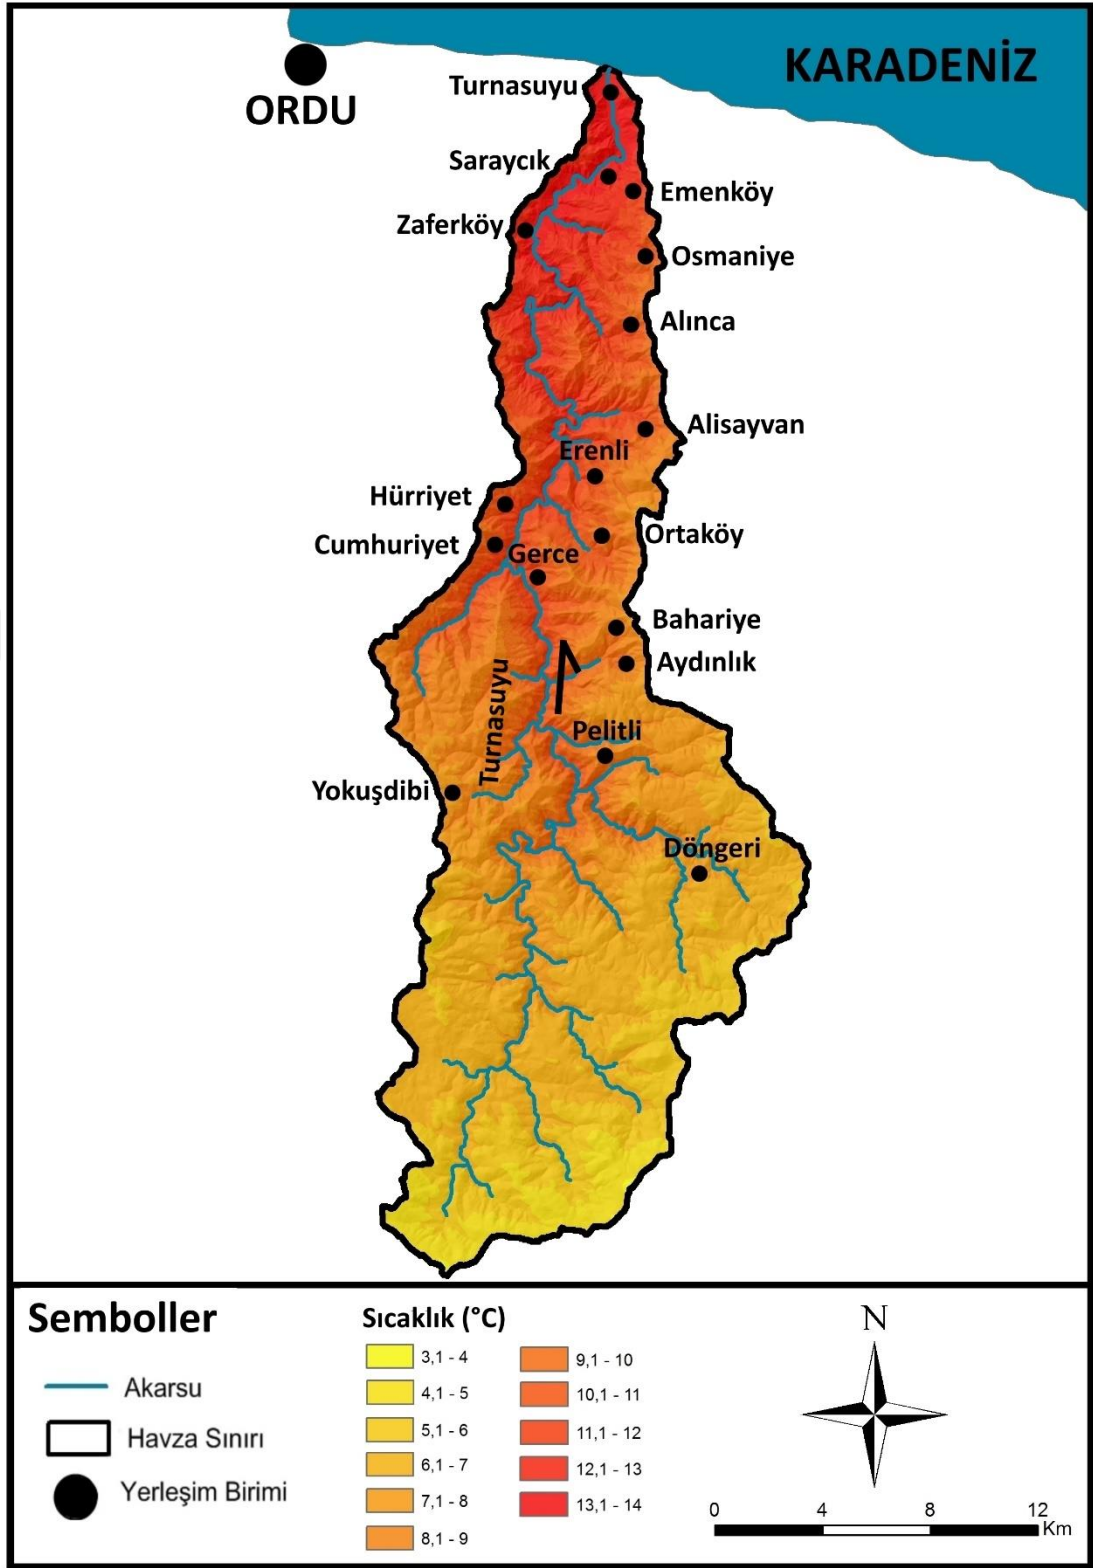 KARADENİZ
ORDU
Turnasuyu
Saraycık
Emenköy
Zaferköy
Osmaniye
Alınca
Alisayvan
Erenli
Hürriyet
Ortaköy
Cumhuriyet
Gerce
Bahariye
Aydınlık
Turnasuyu
Pelitli
Yokuşdibi
Döngeri
Semboller
Akarsu
Havza Sınırı
Yerleşim Birimi
Sıcaklık (°C)
3,1 - 4
4,1 - 5
5,1 - 6
6,1 - 7
7,1 - 8
8,1 - 9
9,1 - 10
10,1 - 11
11,1 - 12
12,1 - 13
13,1 - 14
N
0 4 8 12
Km